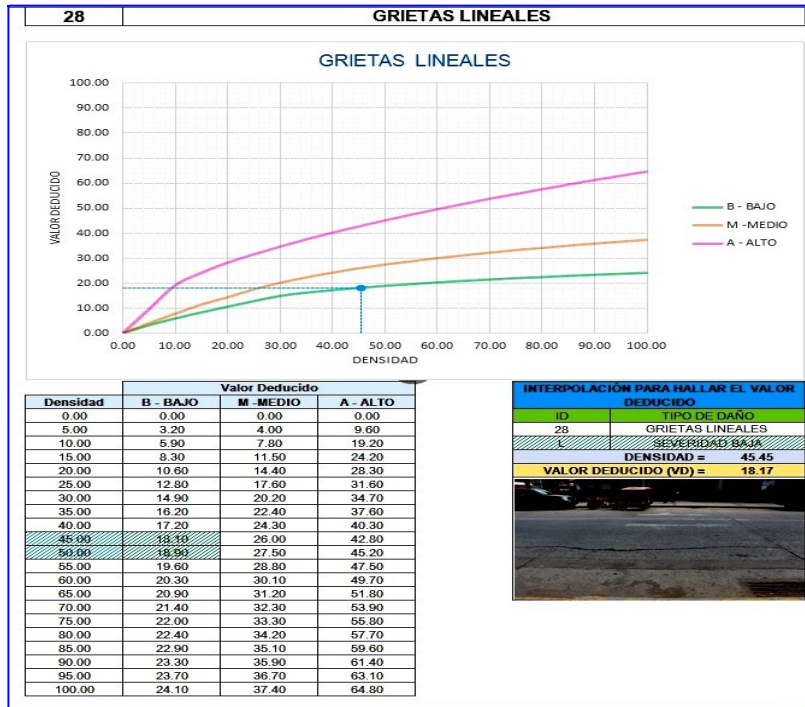 28 GRIETAS LINEALES
GRIETAS LINEALES
100.00
90.00
80.00
70.00
60.00
50.00
40.00
30.00
20.00
10.00
0.00
VALOR DEDUCIDO
0.00 10.00 20.00 30.00 40.00 50.00 60.00 70.00 80.00 90.00 100.00
DENSIDAD
B - BAJO
M -MEDIO
A - ALTO
Valor Deducido
Densidad B - BAJO M -MEDIO A - ALTO
0.00 0.00 0.00 0.00
5.00 3.20 4.00 9.60
10.00 5.90 7.80 19.20
15.00 8.30 11.50 24.20
20.00 10.60 14.40 28.30
25.00 12.80 17.60 31.60
30.00 14.90 20.20 34.70
35.00 16.20 22.40 37.60
40.00 17.20 24.30 40.30
45.00 18.10 26.00 42.80
50.00 18.90 27.50 45.20
55.00 19.60 28.80 47.50
60.00 20.30 30.10 49.70
65.00 20.90 31.20 51.80
70.00 21.40 32.30 53.90
75.00 22.00 33.30 55.80
80.00 22.40 34.20 57.70
85.00 22.90 35.10 59.60
90.00 23.30 35.90 61.40
95.00 23.70 36.70 63.10
100.00 24.10 37.40 64.80
INTERPOLACIÓN PARA HALLAR EL VALOR
DEDUCIDO
ID TIPO DE DAÑO
28 GRIETAS LINEALES
L SEVERIDAD BAJA
DENSIDAD = 45.45
VALOR DEDUCIDO (VD) = 18.17